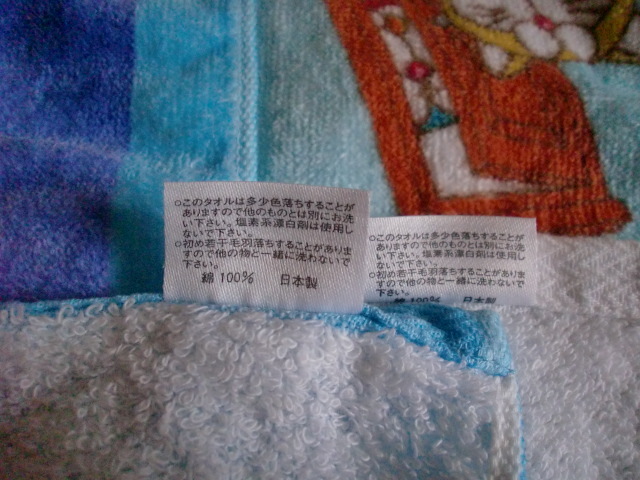 ○このタオルは多少色落ちすることが
ありますので他のものとは別にお洗
い下さい。塩素系漂白剤は使用し
ないで下さい。
○初め若干毛羽落ちすることがありま
すので他の物と一緒に洗わないで
下さい。
綿 100% 日本製
○このタオルは多少色落ちすることが
ありますので他のものとは別にお洗
い下さい。塩素系漂白剤は使用し
ないで下さい。
○初め若干毛羽落ちすることがありま
すので他の物と一緒に洗わないで
下さい。
綿 100% 日本製